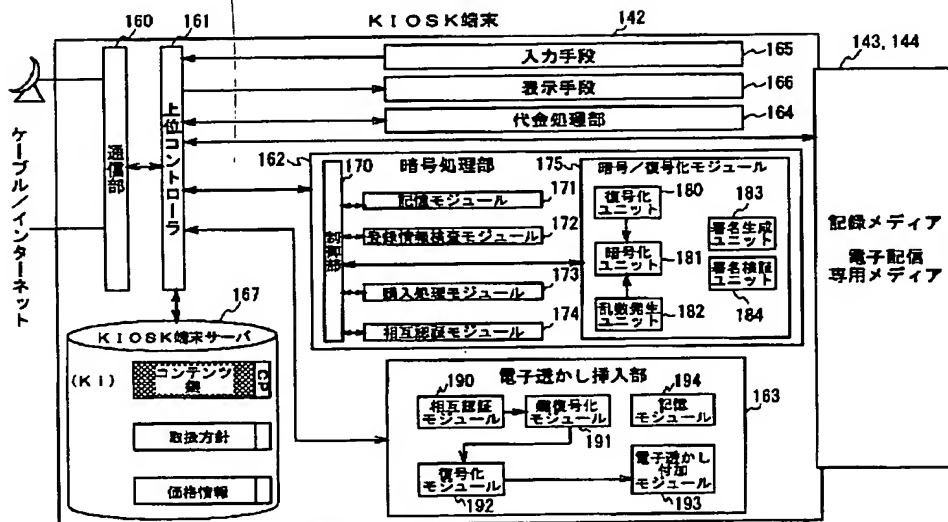 KIOSK端末
160
161
142
143, 144
入力手段
165
表示手段
166
代金処理部
164
ケーブル/インターネット
通信部
上位コントローラ
162
暗号処理部
170
制御部
記憶モジュール
171
登録情報検査モジュール
172
購入処理モジュール
173
相互認証モジュール
174
175
暗号/復号化モジュール
復号化
ユニット
180
暗号化
ユニット
181
乱数発生
ユニット
182
183
署名生成
ユニット
署名検証
ユニット
184
記録メディア
電子配信
専用メディア
167
KIOSK端末サーバ
(KI)
コンテンツ
鍵
CP
取扱方針
価格情報
電子透かし挿入部
163
190
相互認証
モジュール
鍵復号化
モジュール
191
194
記憶
モジュール
復号化
モジュール
192
電子透かし
付加
モジュール
193